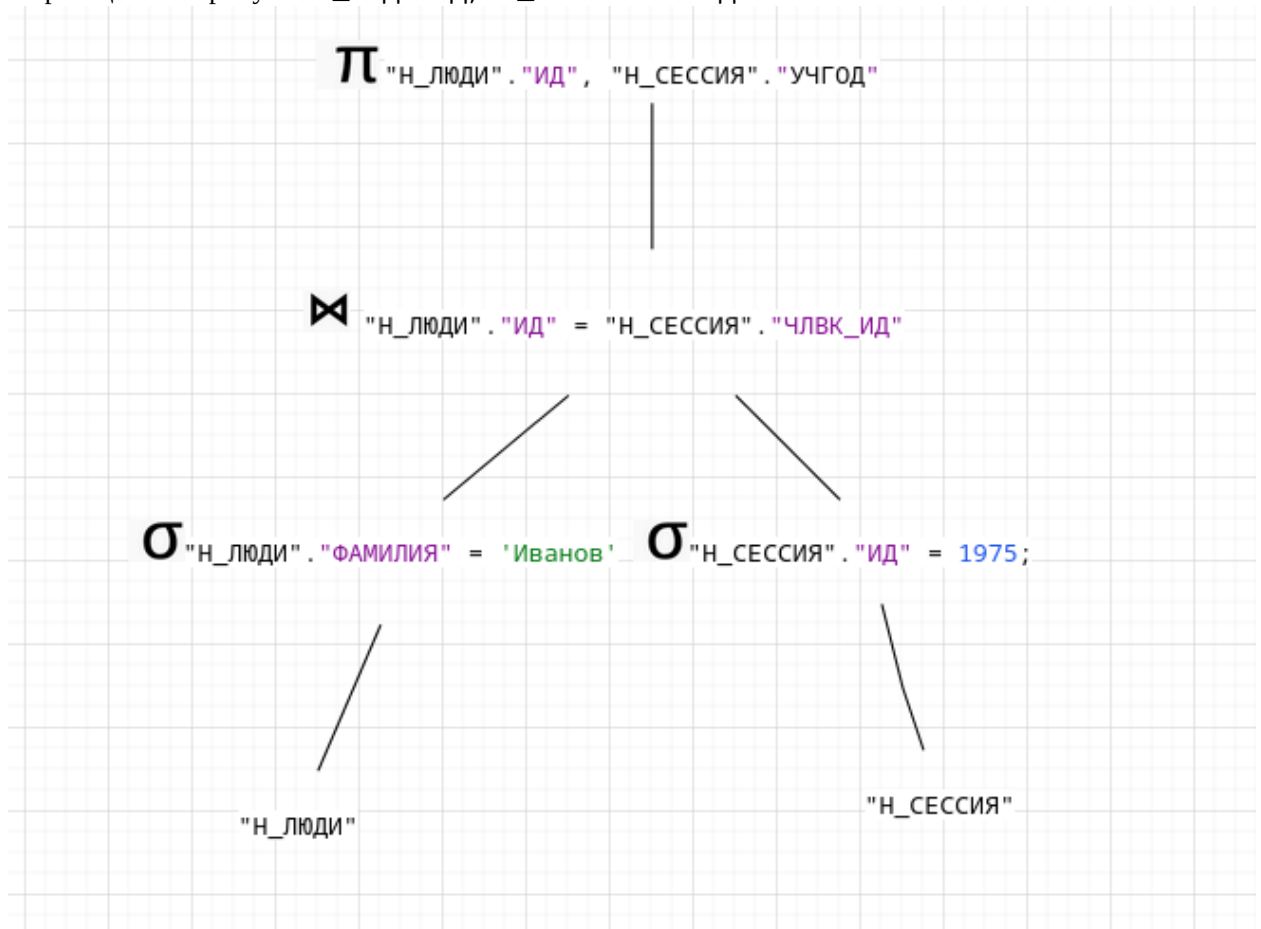 π "Н_ЛЮДИ"."ИД", "Н_СЕССИЯ"."УЧГОД"
⋈ "Н_ЛЮДИ"."ИД" = "Н_СЕССИЯ"."ЧЛВК_ИД"
σ "Н_ЛЮДИ"."ФАМИЛИЯ" = 'Иванов' σ "Н_СЕССИЯ"."ИД" = 1975;
"Н_СЕССИЯ"
"Н_ЛЮДИ"